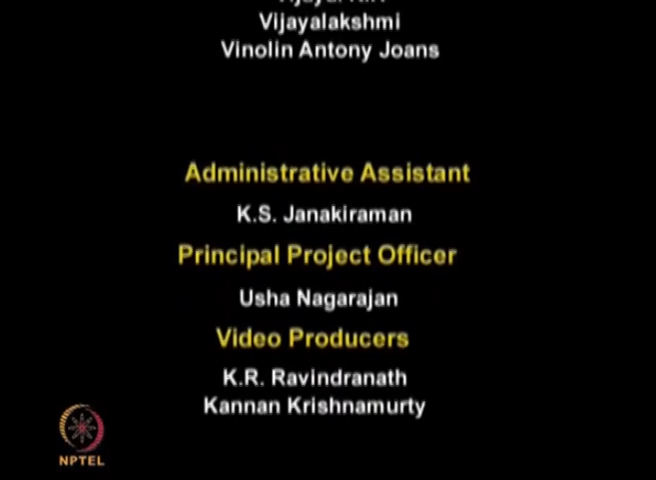 Vijayalakshmi
Vinolin Antony Joans
Administrative Assistant
K.S. Janakiraman
Principal Project Officer
Usha Nagarajan
Video Producers
K.R. Ravindranath
Kannan Krishnamurty
NPTEL